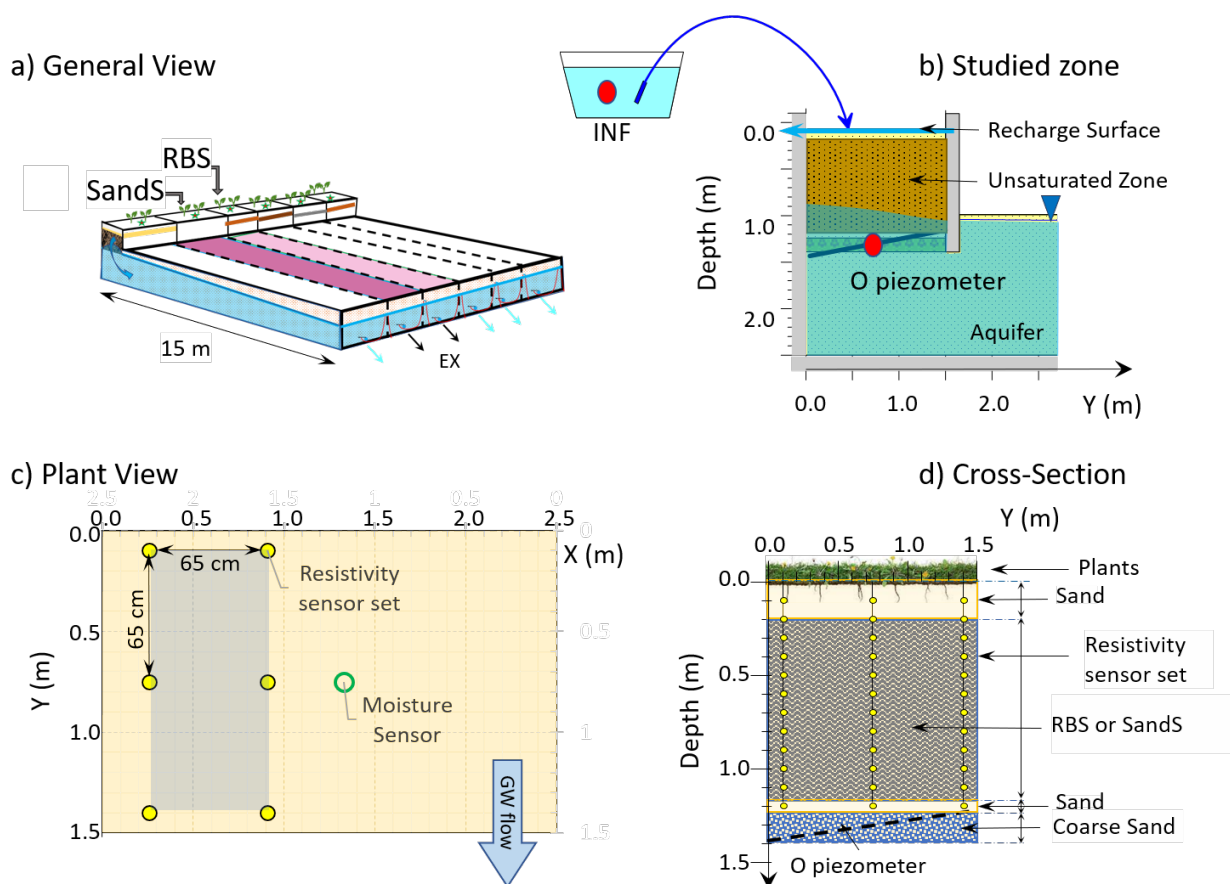 a) General View
RBS
SandS
15 m
EX
INF
b) Studied zone
0.0
1.0
2.0
Depth (m)
Recharge Surface
Unsaturated Zone
O piezometer
Aquifer
0.0 1.0 2.0 Y (m)
c) Plant View
2.5 2 1.5 1 0.5 0
0.0 0.5 1.0 1.5 2.0 2.5
X (m)
0.0
0.5
1.0
1.5
Y (m)
0
0.5
1
1.5
65 cm
65 cm
Resistivity
sensor set
Moisture
Sensor
GW flow
d) Cross-Section
Y (m)
0.0 0.5 1.0 1.5
0.0
0.5
1.0
1.5
Depth (m)
Plants
Sand
Resistivity
sensor set
RBS or SandS
Sand
Coarse Sand
O piezometer